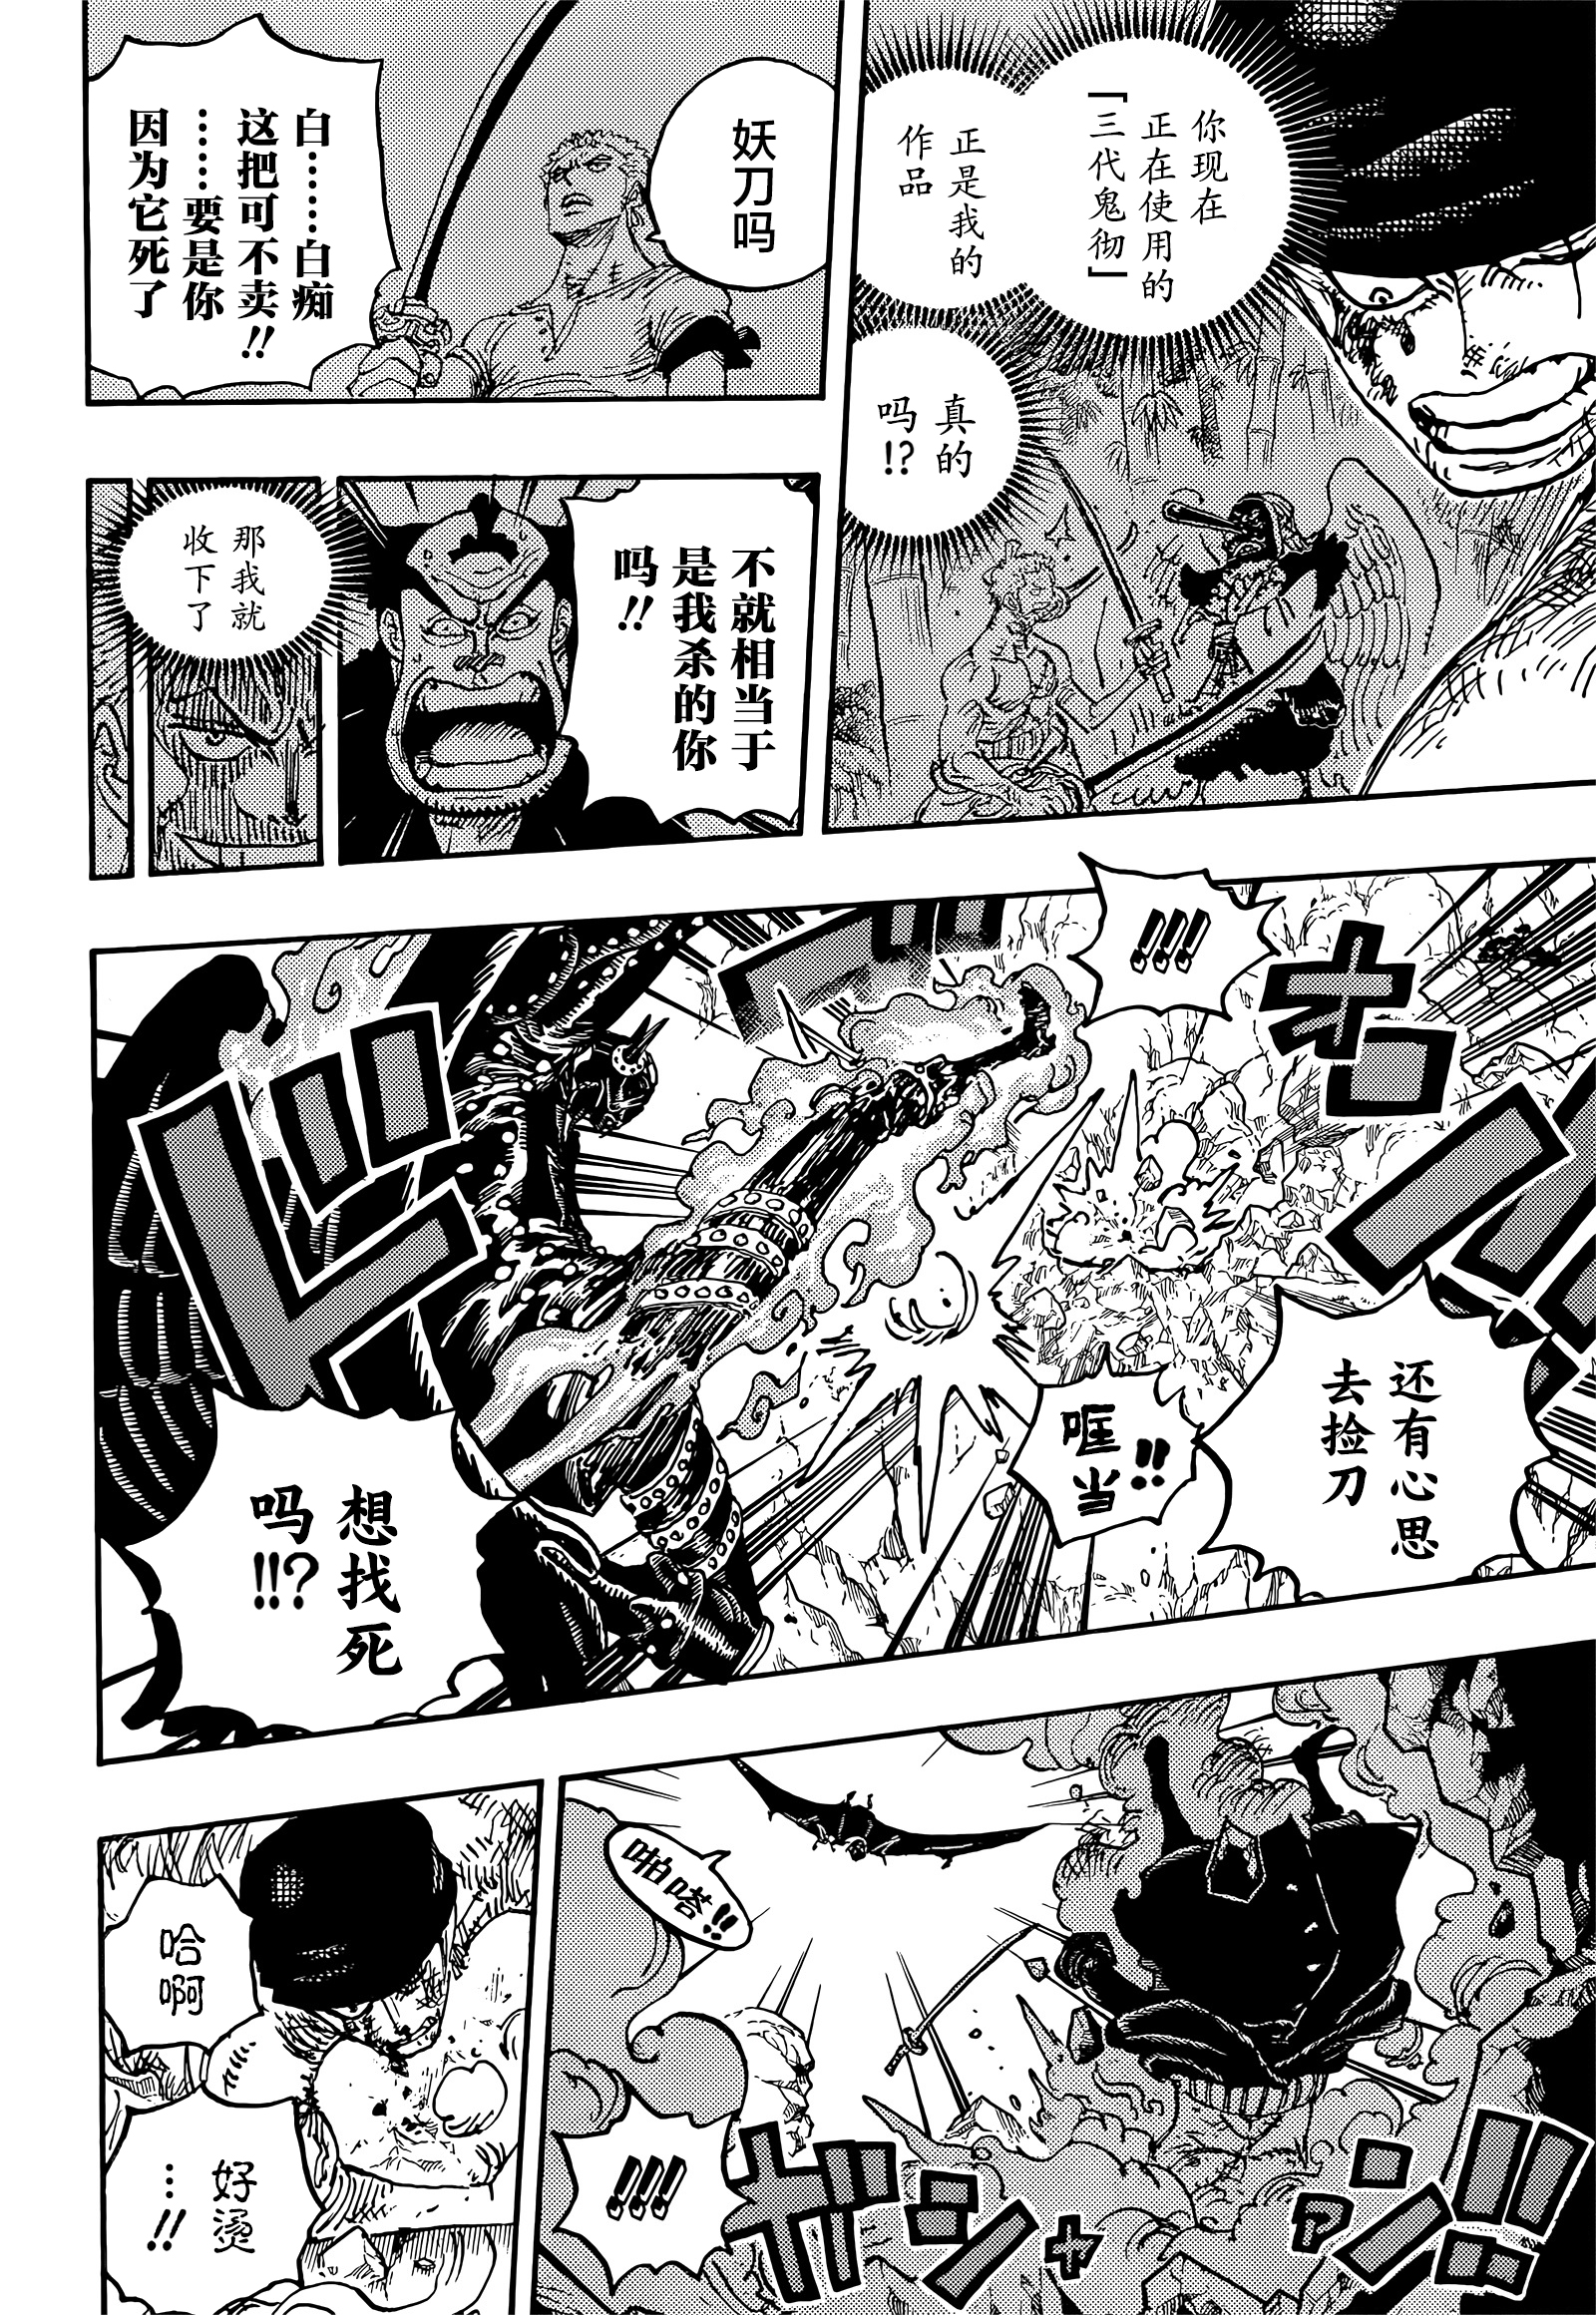 你现在
正在使用的
「三代鬼彻」
正是我的
作品
真的
吗!?
妖刀吗
白……白痴
这把可不卖!!
……要是你
因为它死了
不就相当于
是我杀的你
吗!!
那我就
收下了
!!!
还有心思
去捡刀
哐当!!
想找死
吗!!?
啪嗒!!
!!!
哈啊
好烫
…!!